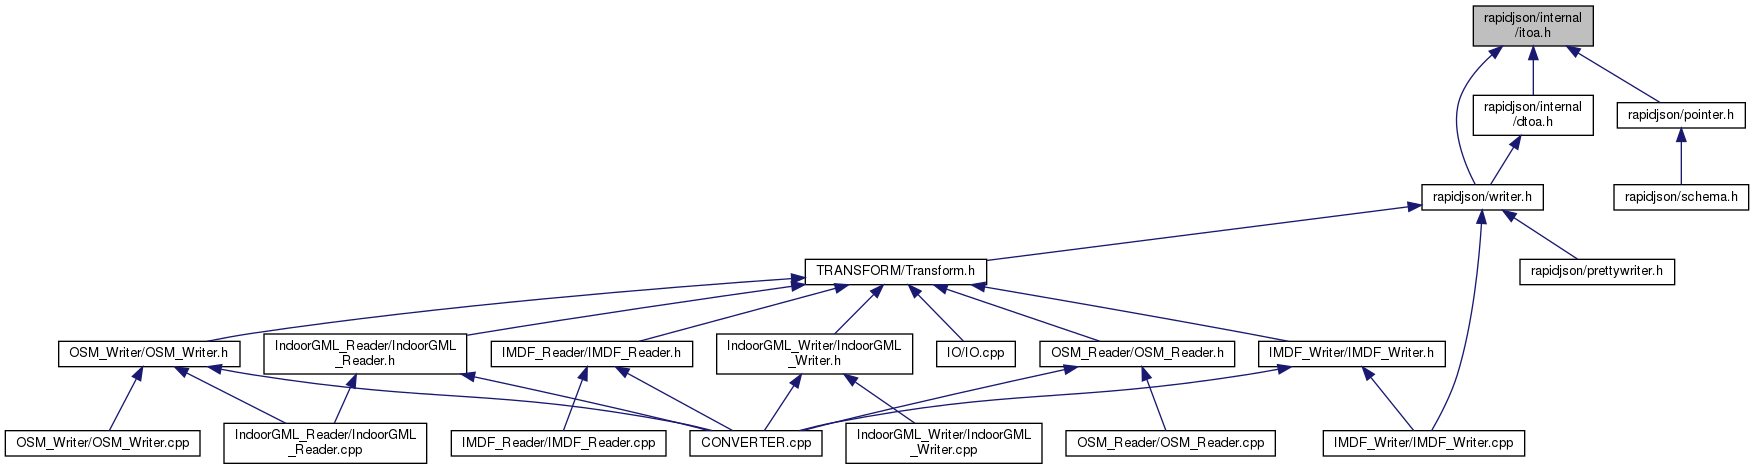 rapidjson/internal
/itoa.h
rapidjson/internal
/dtoa.h
rapidjson/pointer.h
rapidjson/writer.h
rapidjson/schema.h
TRANSFORM/Transform.h
rapidjson/prettywriter.h
OSM_Writer/OSM_Writer.h
IndoorGML_Reader/IndoorGML
_Reader.h
IMDF_Reader/IMDF_Reader.h
IndoorGML_Writer/IndoorGML
_Writer.h
IO/IO.cpp
OSM_Reader/OSM_Reader.h
IMDF_Writer/IMDF_Writer.h
OSM_Writer/OSM_Writer.cpp
IndoorGML_Reader/IndoorGML
_Reader.cpp
IMDF_Reader/IMDF_Reader.cpp
CONVERTER.cpp
IndoorGML_Writer/IndoorGML
_Writer.cpp
OSM_Reader/OSM_Reader.cpp
IMDF_Writer/IMDF_Writer.cpp